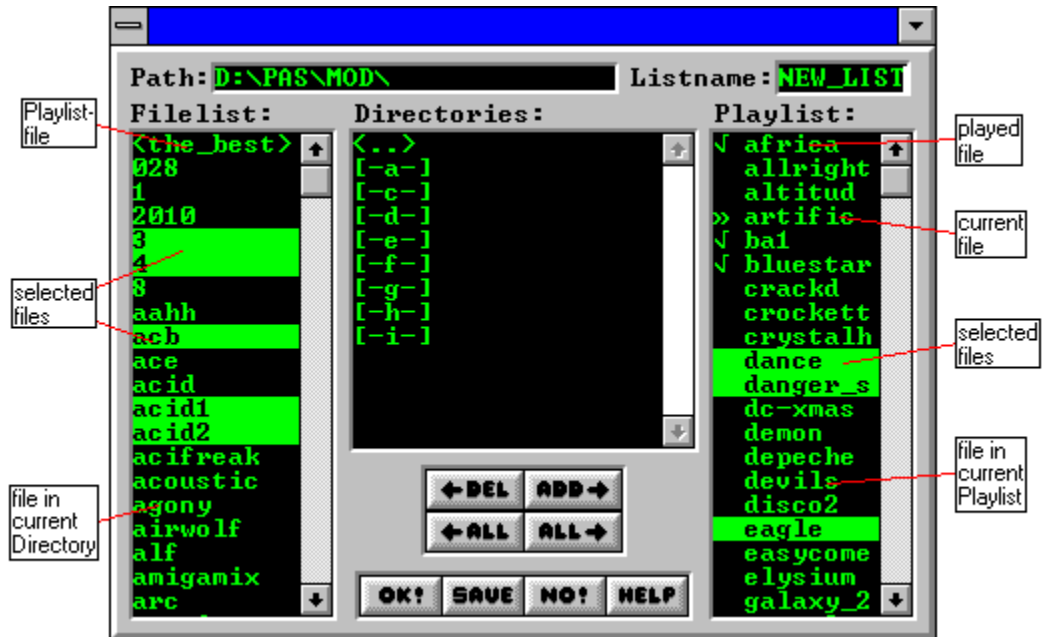 Path: D:\PAS\MOD\
Listname: NEW_LIST
Filelist:
<the_best>
028
1
2010
3
4
8
aahh
acb
ace
acid
acid1
acid2
acifreak
acoustic
agony
airwolf
alf
amigamix
arc
Directories:
<..>
[-a-]
[-c-]
[-d-]
[-e-]
[-f-]
[-g-]
[-h-]
[-i-]
←DEL
ADD→
←ALL
ALL→
OK!
SAVE
NO!
HELP
Playlist:
√ africa
allright
altitud
» artific
√ ba1
√ bluestar
crackd
crockett
crystalh
dance
danger_s
dc-xmas
demon
depeche
devils
disco2
eagle
easycome
elysium
galaxy_2
Playlist-
file
selected
files
file in
current
Directory
played
file
current
file
selected
files
file in
current
Playlist